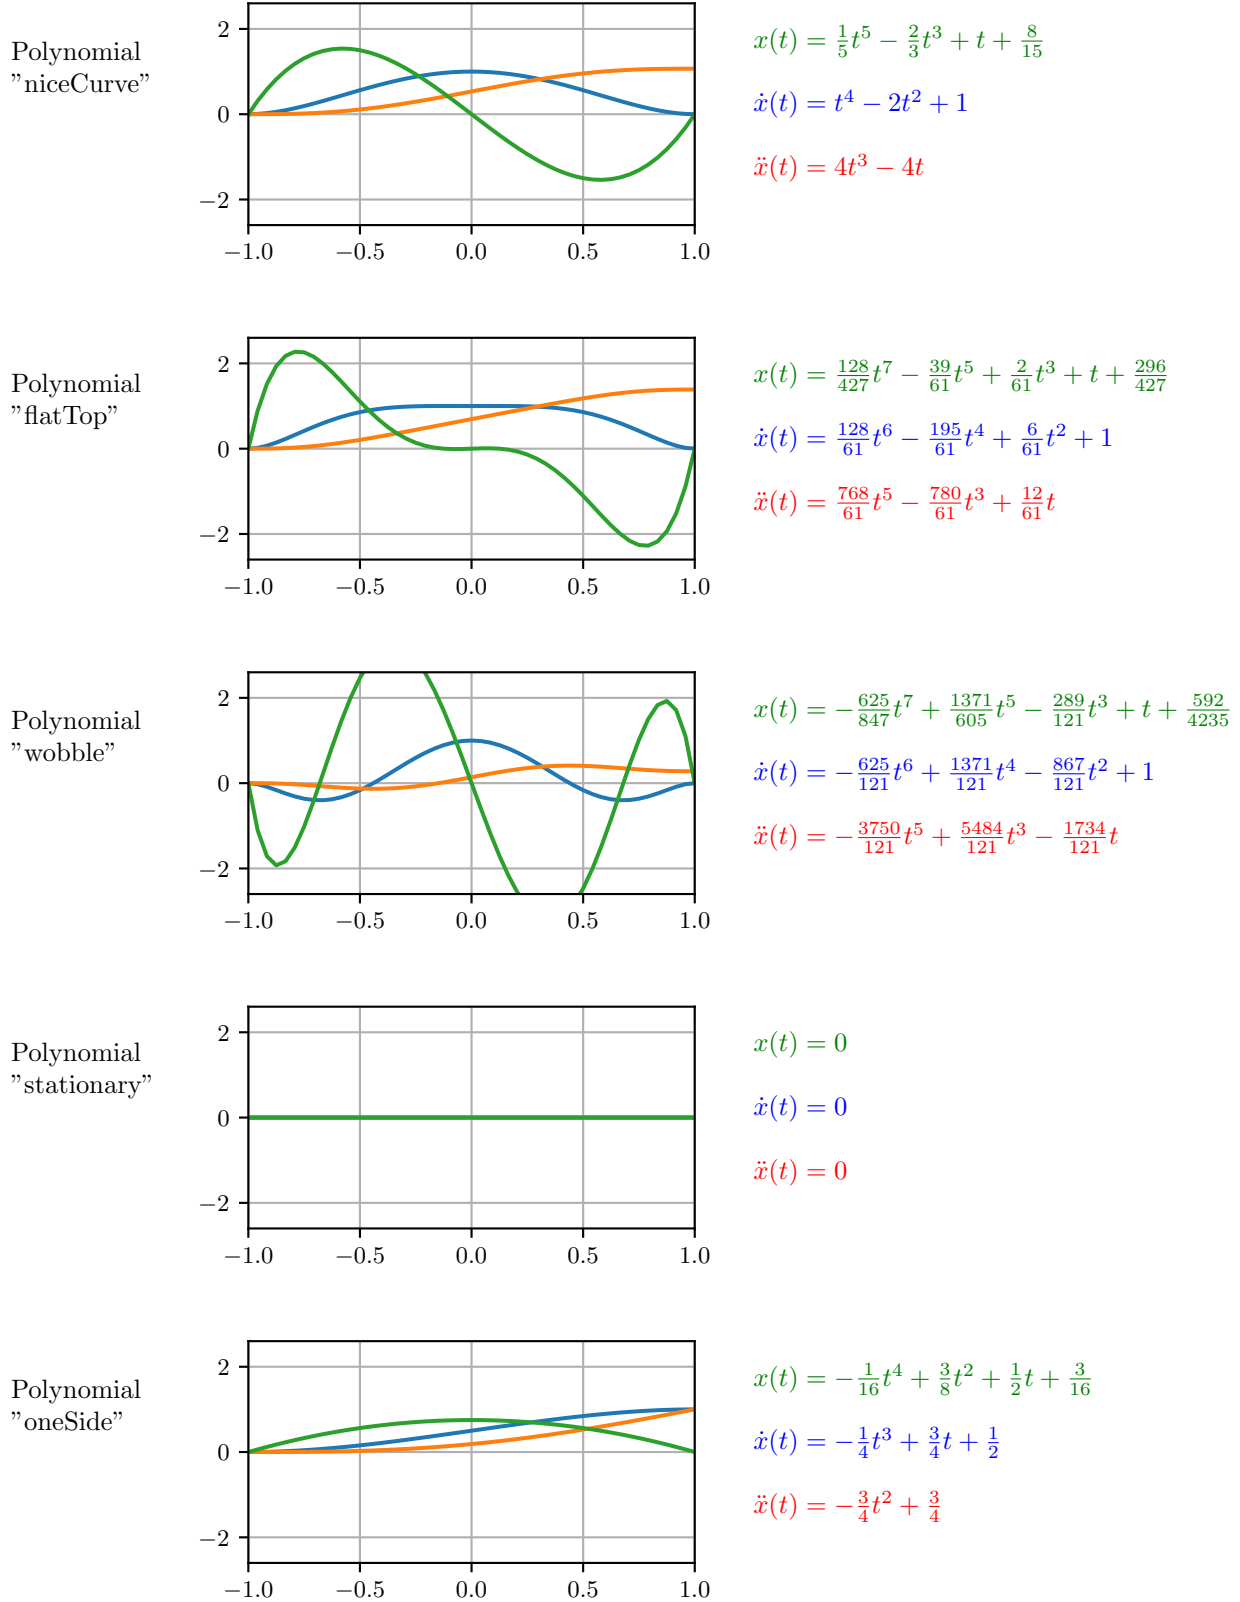 Polynomial
"niceCurve"
2
0
−2
−1.0 −0.5 0.0 0.5 1.0
x(t) = 1/5 t^5 − 2/3 t^3 + t + 8/15
ẋ(t) = t^4 − 2t^2 + 1
ẍ(t) = 4t^3 − 4t
Polynomial
"flatTop"
2
0
−2
−1.0 −0.5 0.0 0.5 1.0
x(t) = 128/427 t^7 − 39/61 t^5 + 2/61 t^3 + t + 296/427
ẋ(t) = 128/61 t^6 − 195/61 t^4 + 6/61 t^2 + 1
ẍ(t) = 768/61 t^5 − 780/61 t^3 + 12/61 t
Polynomial
"wobble"
2
0
−2
−1.0 −0.5 0.0 0.5 1.0
x(t) = −625/847 t^7 + 1371/605 t^5 − 289/121 t^3 + t + 592/4235
ẋ(t) = −625/121 t^6 + 1371/121 t^4 − 867/121 t^2 + 1
ẍ(t) = −3750/121 t^5 + 5484/121 t^3 − 1734/121 t
Polynomial
"stationary"
2
0
−2
−1.0 −0.5 0.0 0.5 1.0
x(t) = 0
ẋ(t) = 0
ẍ(t) = 0
Polynomial
"oneSide"
2
0
−2
−1.0 −0.5 0.0 0.5 1.0
x(t) = −1/16 t^4 + 3/8 t^2 + 1/2 t + 3/16
ẋ(t) = −1/4 t^3 + 3/4 t + 1/2
ẍ(t) = −3/4 t^2 + 3/4